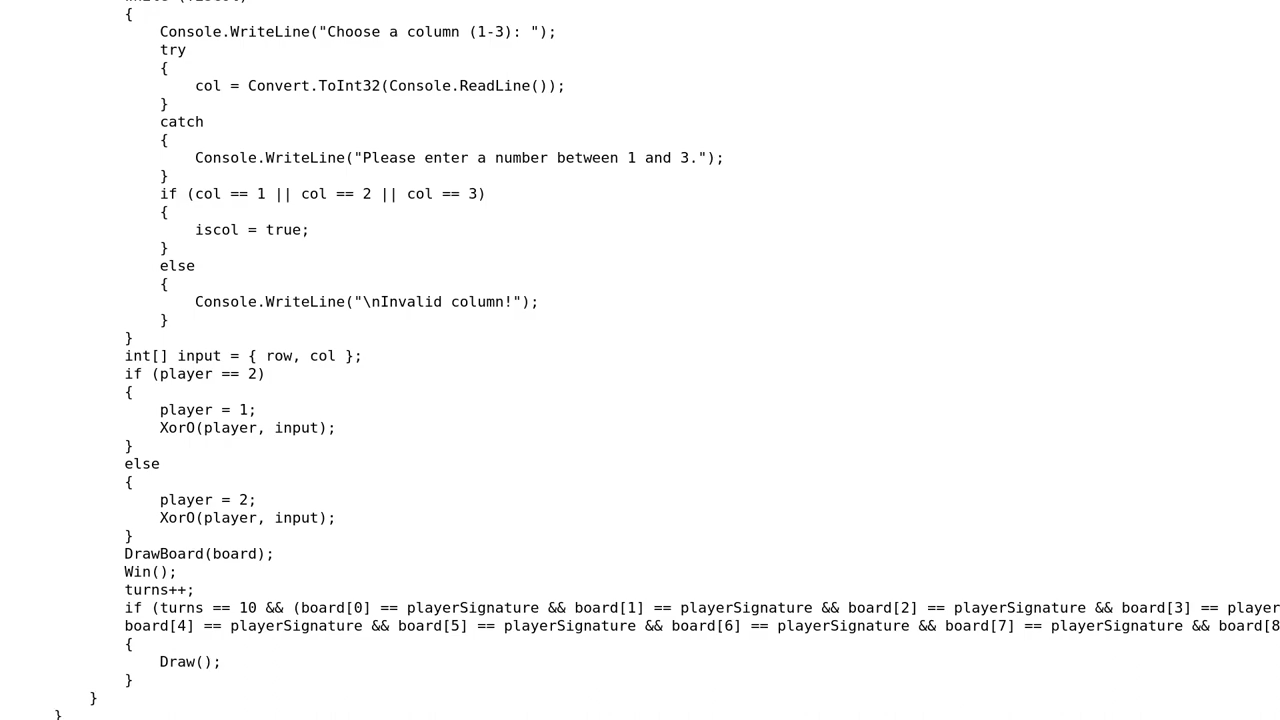 {
Console.WriteLine("Choose a column (1-3): ");
try
{
col = Convert.ToInt32(Console.ReadLine());
}
catch
{
Console.WriteLine("Please enter a number between 1 and 3.");
}
if (col == 1 || col == 2 || col == 3)
{
iscol = true;
}
else
{
Console.WriteLine("\nInvalid column!");
}
}
int[] input = { row, col };
if (player == 2)
{
player = 1;
XorO(player, input);
}
else
{
player = 2;
XorO(player, input);
}
DrawBoard(board);
Win();
turns++;
if (turns == 10 && (board[0] == playerSignature && board[1] == playerSignature && board[2] == playerSignature && board[3] == player
board[4] == playerSignature && board[5] == playerSignature && board[6] == playerSignature && board[7] == playerSignature && board[8
{
Draw();
}
}
}